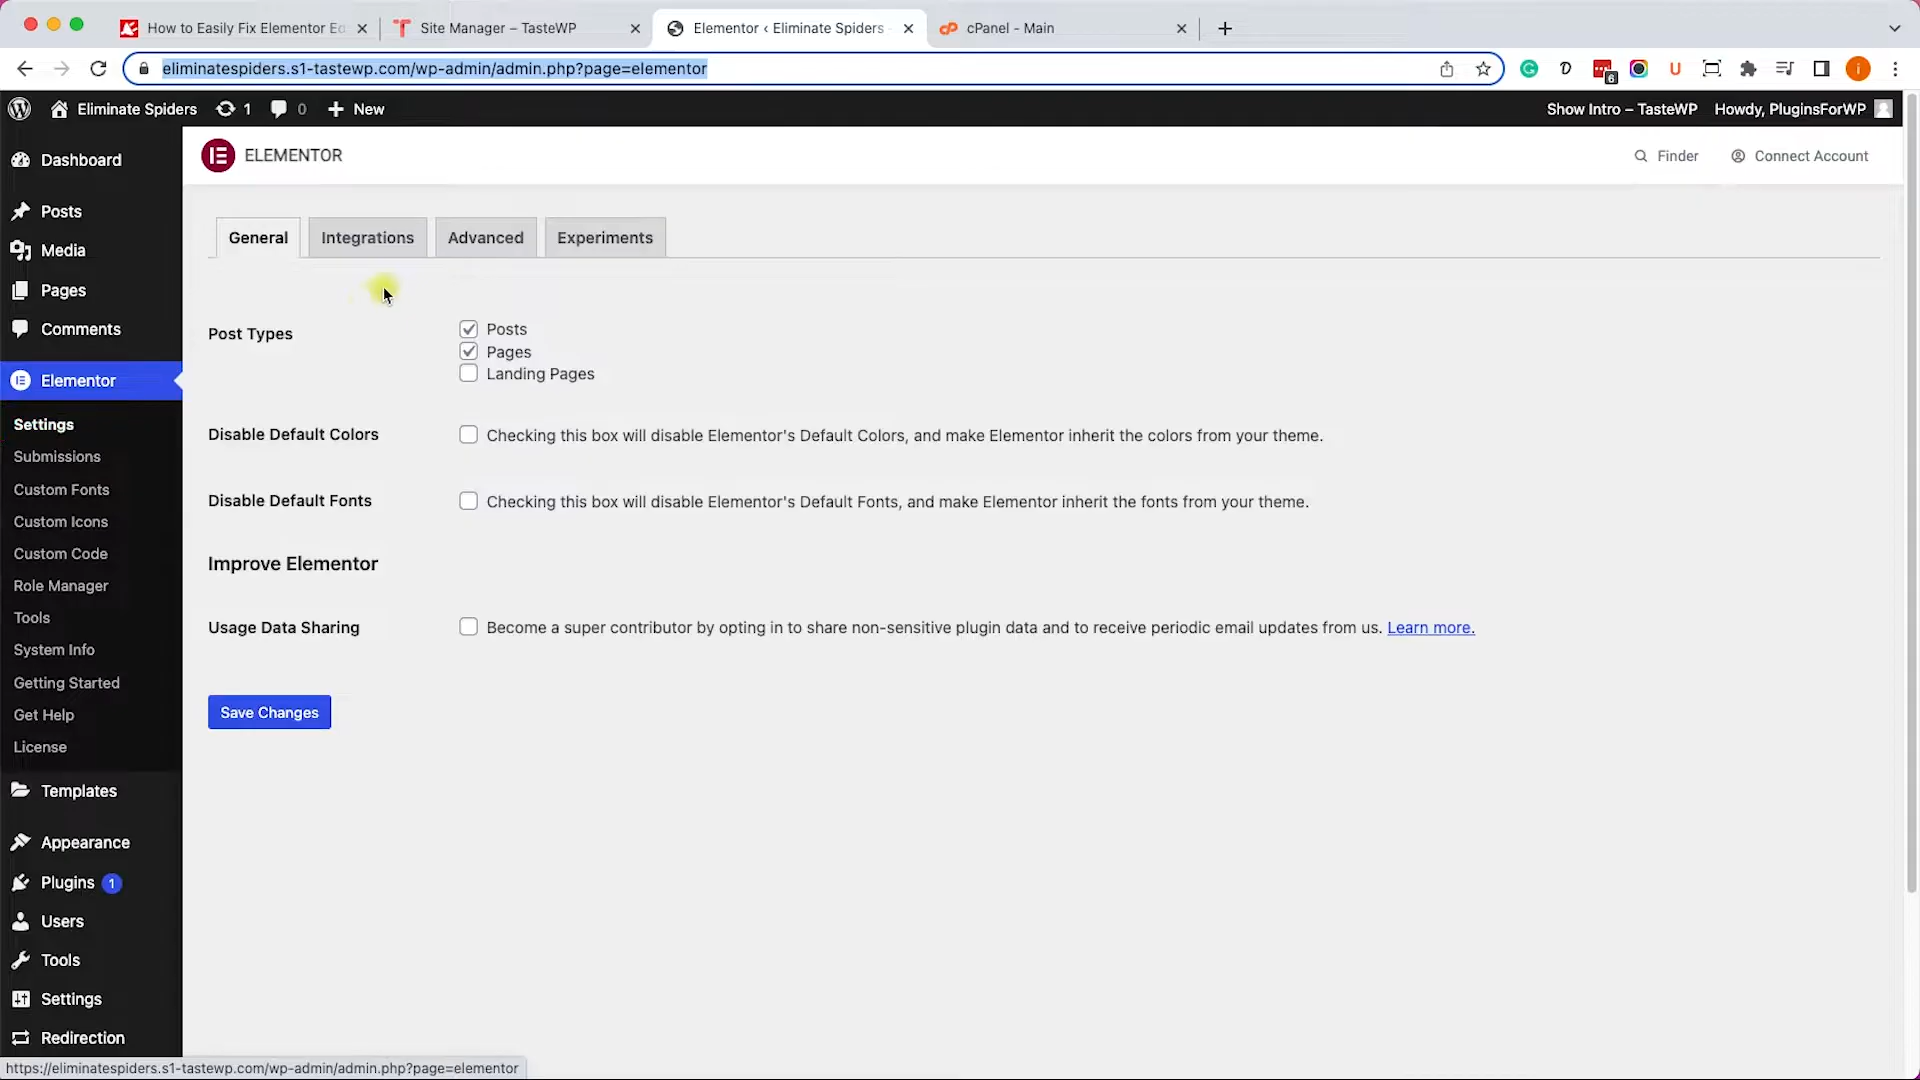 How to Easily Fix Elementor Ed
Site Manager – TasteWP
Elementor ‹ Eliminate Spiders
cPanel - Main
eliminatespiders.s1-tastewp.com/wp-admin/admin.php?page=elementor
6
Eliminate Spiders
1
0
New
Show Intro – TasteWP
Howdy, PluginsForWP
Dashboard
Posts
Media
Pages
Comments
Elementor
Settings
Submissions
Custom Fonts
Custom Icons
Custom Code
Role Manager
Tools
System Info
Getting Started
Get Help
License
Templates
Appearance
Plugins 1
Users
Tools
Settings
Redirection
ELEMENTOR
Finder
Connect Account
General
Integrations
Advanced
Experiments
Post Types
Posts
Pages
Landing Pages
Disable Default Colors
Checking this box will disable Elementor's Default Colors, and make Elementor inherit the colors from your theme.
Disable Default Fonts
Checking this box will disable Elementor's Default Fonts, and make Elementor inherit the fonts from your theme.
Improve Elementor
Usage Data Sharing
Become a super contributor by opting in to share non-sensitive plugin data and to receive periodic email updates from us. Learn more.
Save Changes
https://eliminatespiders.s1-tastewp.com/wp-admin/admin.php?page=elementor